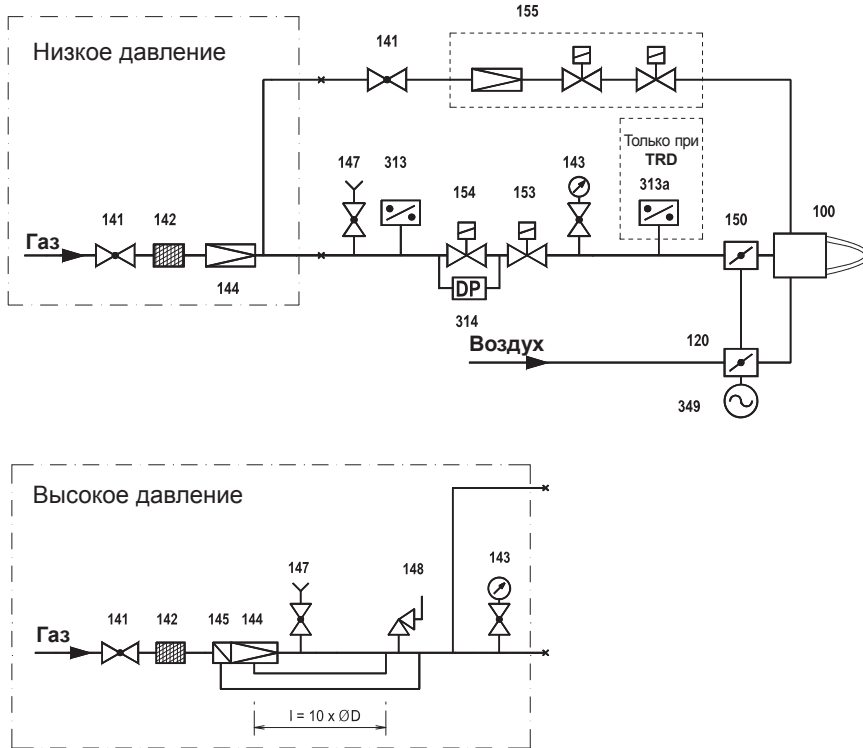 155
Низкое давление
141
Только при
TRD
147
313
154
153
143
313a
150
100
141
142
Газ
144
DP
314
Воздух
120
349
Высокое давление
147
148
143
141
142
145
144
Газ
l = 10 x ØD